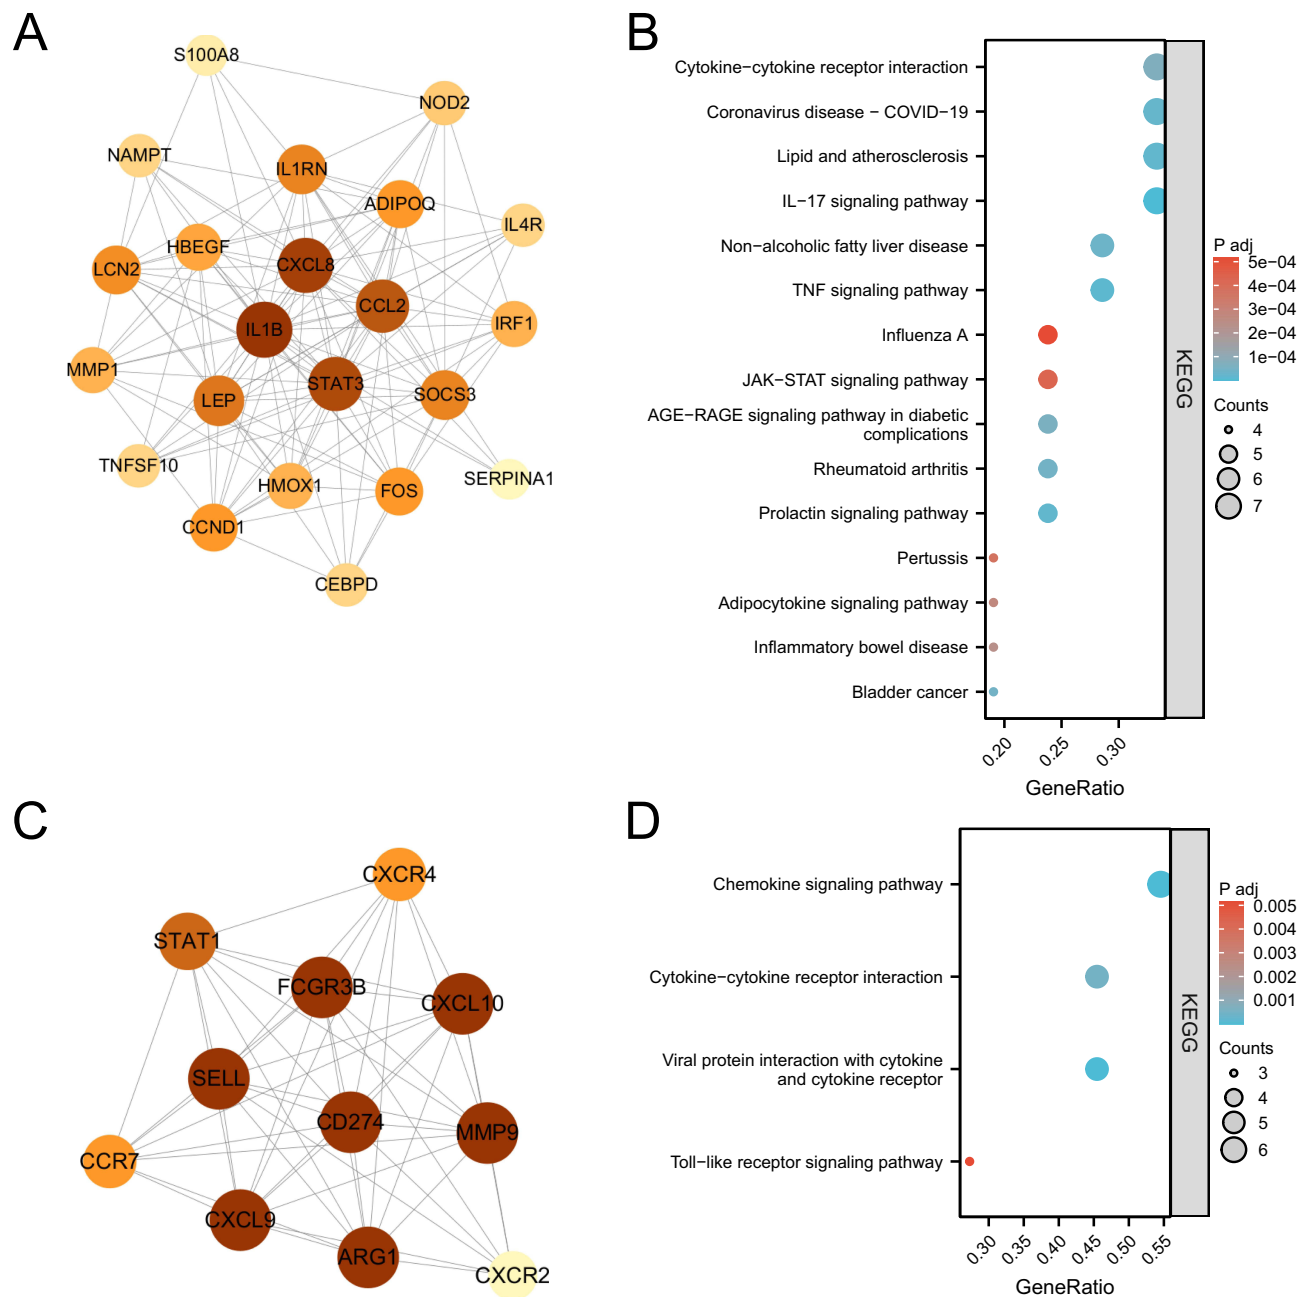 A
S100A8
NOD2
NAMPT
IL1RN
ADIPOQ
IL4R
HBEGF
LCN2
CXCL8
CCL2
IL1B
IRF1
MMP1
STAT3
LEP
SOCS3
TNFSF10
HMOX1
FOS
SERPINA1
CCND1
CEBPD
B
Cytokine−cytokine receptor interaction
Coronavirus disease − COVID−19
Lipid and atherosclerosis
IL−17 signaling pathway
Non−alcoholic fatty liver disease
TNF signaling pathway
Influenza A
JAK−STAT signaling pathway
AGE−RAGE signaling pathway in diabetic
complications
Rheumatoid arthritis
Prolactin signaling pathway
Pertussis
Adipocytokine signaling pathway
Inflammatory bowel disease
Bladder cancer
0.20
0.25
0.30
GeneRatio
KEGG
P adj
5e−04
4e−04
3e−04
2e−04
1e−04
Counts
4
5
6
7
C
CXCR4
STAT1
FCGR3B
CXCL10
SELL
CD274
MMP9
CCR7
CXCL9
ARG1
CXCR2
D
Chemokine signaling pathway
Cytokine−cytokine receptor interaction
Viral protein interaction with cytokine
and cytokine receptor
Toll−like receptor signaling pathway
0.30
0.35
0.40
0.45
0.50
0.55
GeneRatio
KEGG
P adj
0.005
0.004
0.003
0.002
0.001
Counts
3
4
5
6